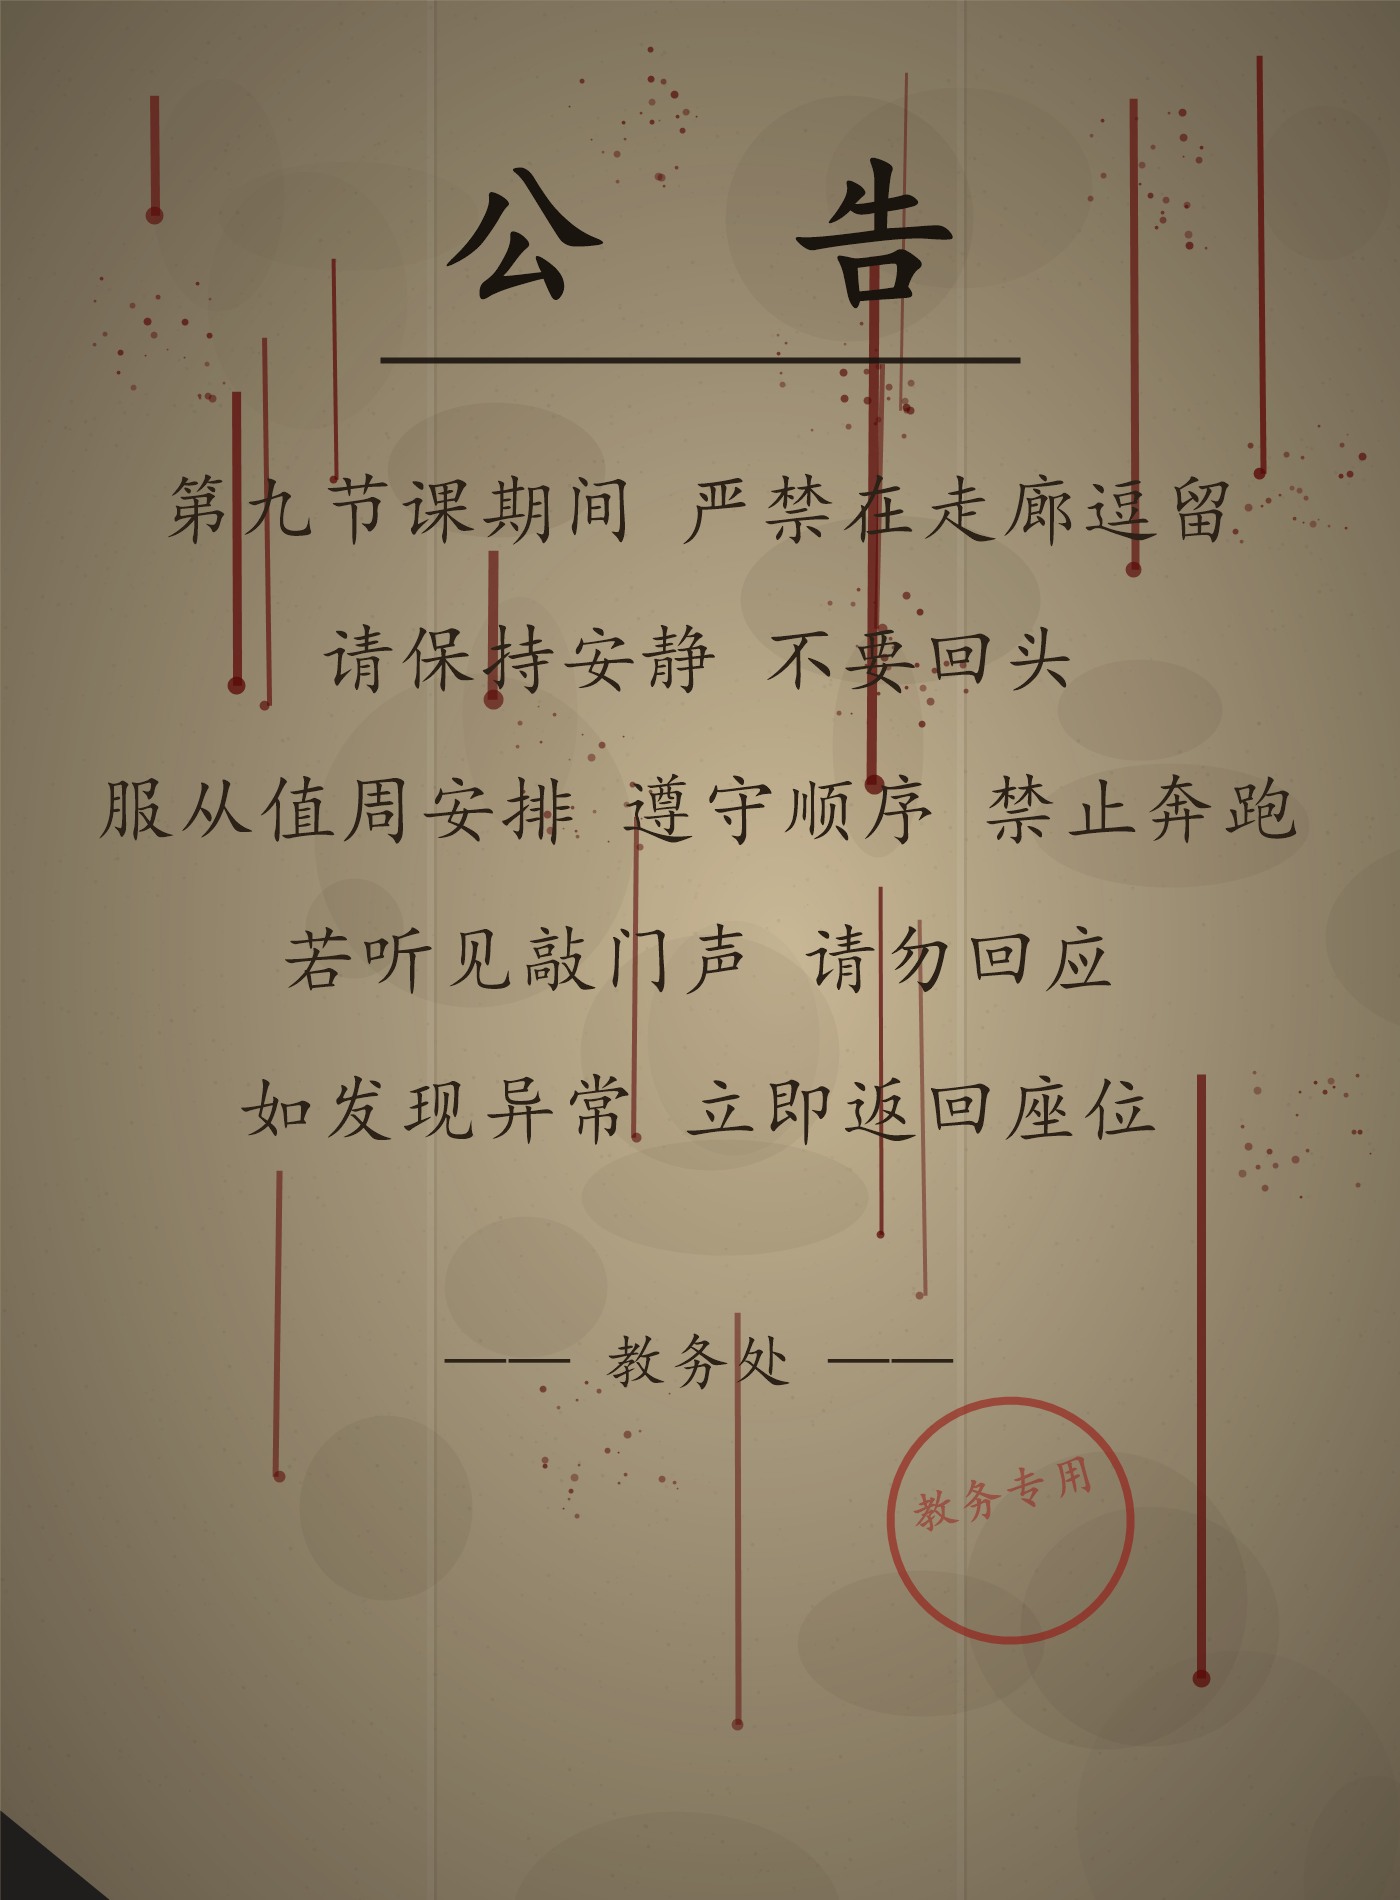 公 告
第九节课期间 严禁在走廊逗留
请保持安静 不要回头
服从值周安排 遵守顺序 禁止奔跑
若听见敲门声 请勿回应
如发现异常 立即返回座位
—— 教务处 ——
教务专用